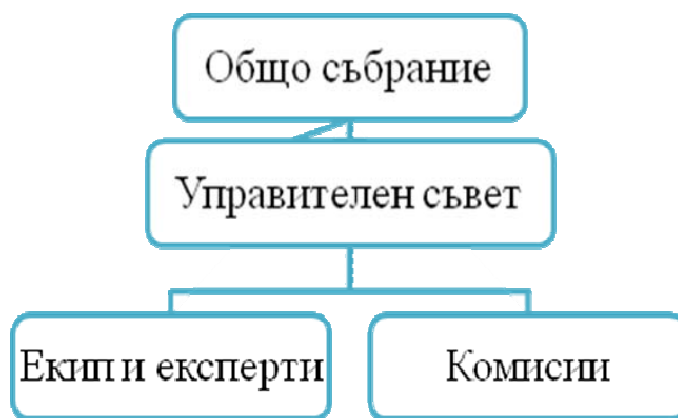 Общо събрание
Управителен съвет
Екип и експерти
Комисии